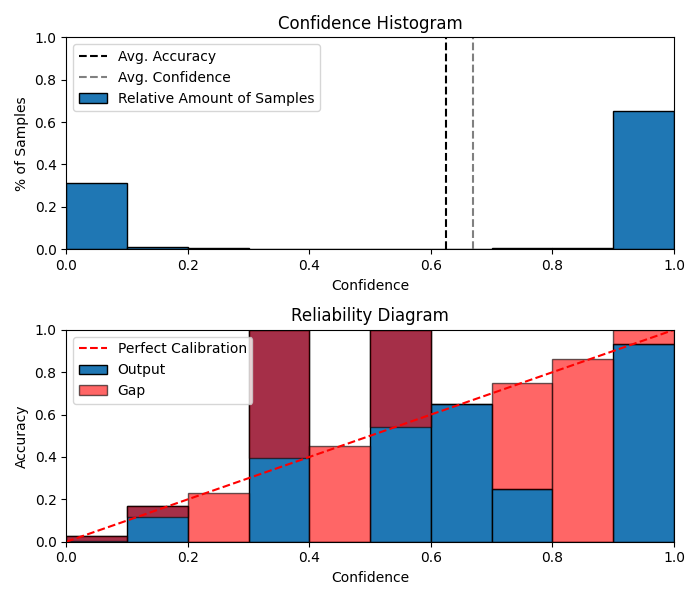 Confidence Histogram
1.0
0.8
0.6
0.4
0.2
0.0
% of Samples
Avg. Accuracy
Avg. Confidence
Relative Amount of Samples
0.0 0.2 0.4 0.6 0.8 1.0
Confidence
Reliability Diagram
1.0
0.8
0.6
0.4
0.2
0.0
Accuracy
Perfect Calibration
Output
Gap
0.0 0.2 0.4 0.6 0.8 1.0
Confidence